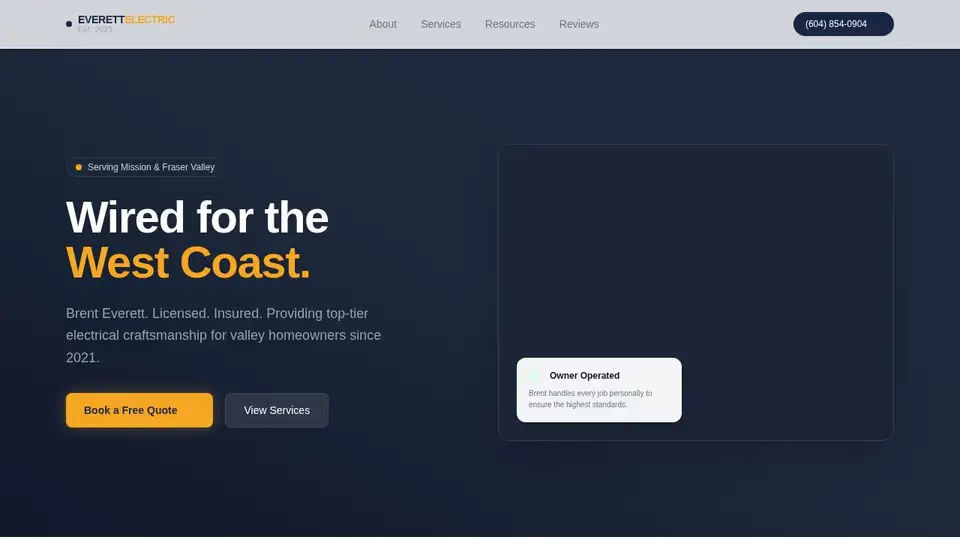 EVERETTELECTRIC
Est. 2021
About Services Resources Reviews
(604) 854-0904
Serving Mission & Fraser Valley
Wired for the
West Coast.
Brent Everett. Licensed. Insured. Providing top-tier
electrical craftsmanship for valley homeowners since
2021.
Book a Free Quote
View Services
Owner Operated
Brent handles every job personally to
ensure the highest standards.